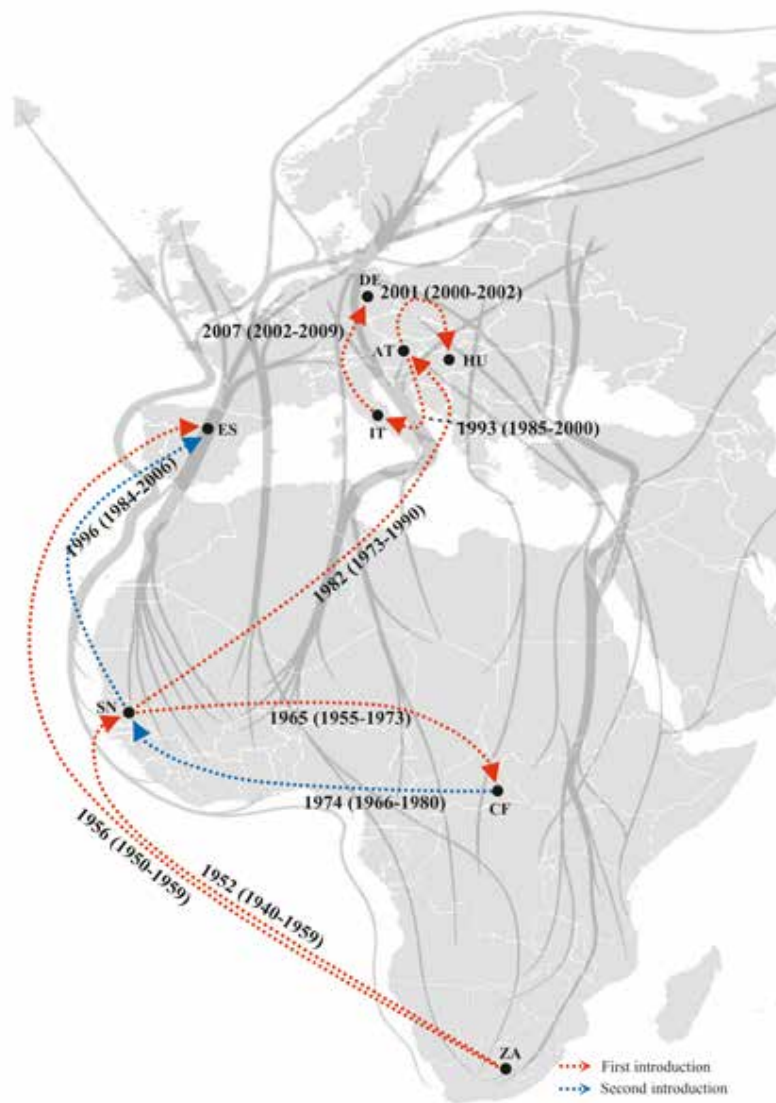 DE
2001 (2000-2002)
2007 (2002-2009)
AT
HU
IT
1993 (1985-2000)
ES
1996 (1984-2006)
1982 (1973-1990)
SN
1965 (1955-1973)
1974 (1966-1980)
CF
1956 (1950-1959)
1952 (1940-1959)
ZA
First introduction
Second introduction